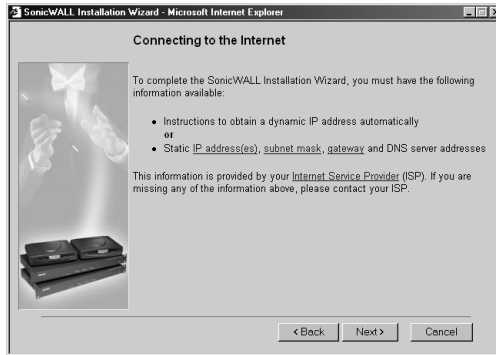 SonicWALL Installation Wizard - Microsoft Internet Explorer
Connecting to the Internet
To complete the SonicWALL Installation Wizard, you must have the following
information available:
• Instructions to obtain a dynamic IP address automatically
or
• Static IP address(es), subnet mask, gateway and DNS server addresses
This information is provided by your Internet Service Provider (ISP). If you are
missing any of the information above, please contact your ISP.
< Back Next > Cancel